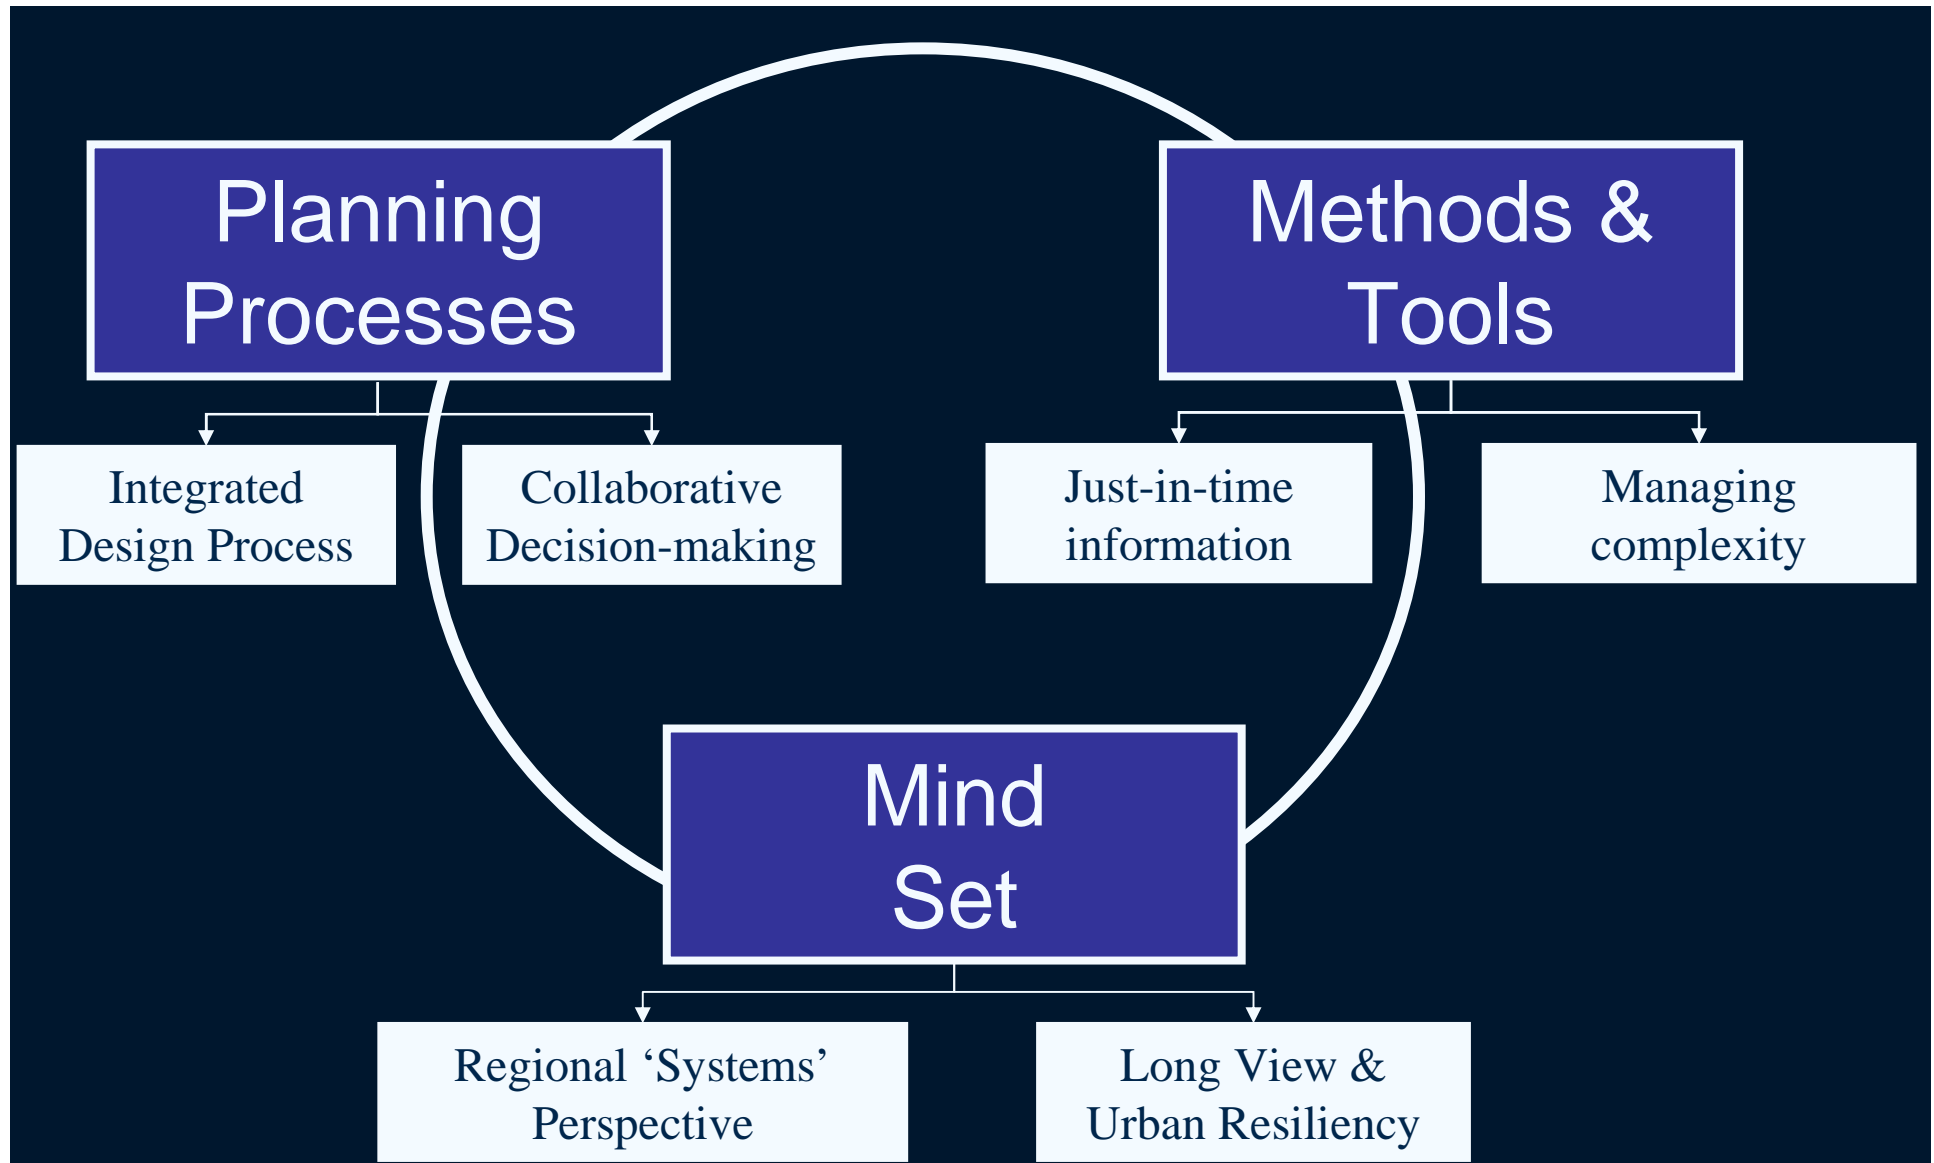 Planning
Processes
Methods &
Tools
Integrated
Design Process
Collaborative
Decision-making
Just-in-time
information
Managing
complexity
Mind
Set
Regional ‘Systems’
Perspective
Long View &
Urban Resiliency